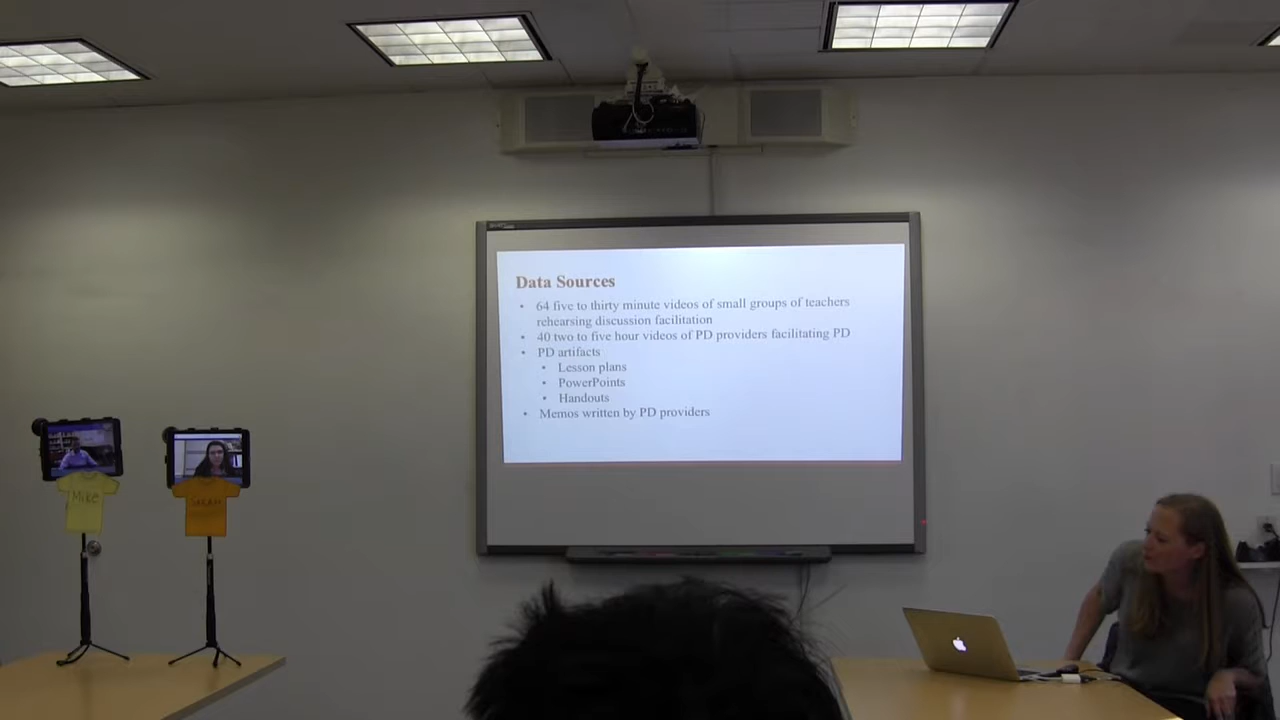 Data Sources
• 64 five to thirty minute videos of small groups of teachers
rehearsing discussion facilitation
• 40 two to five hour videos of PD providers facilitating PD
• PD artifacts
• Lesson plans
• PowerPoints
• Handouts
• Memos written by PD providers
Mike
Sarah